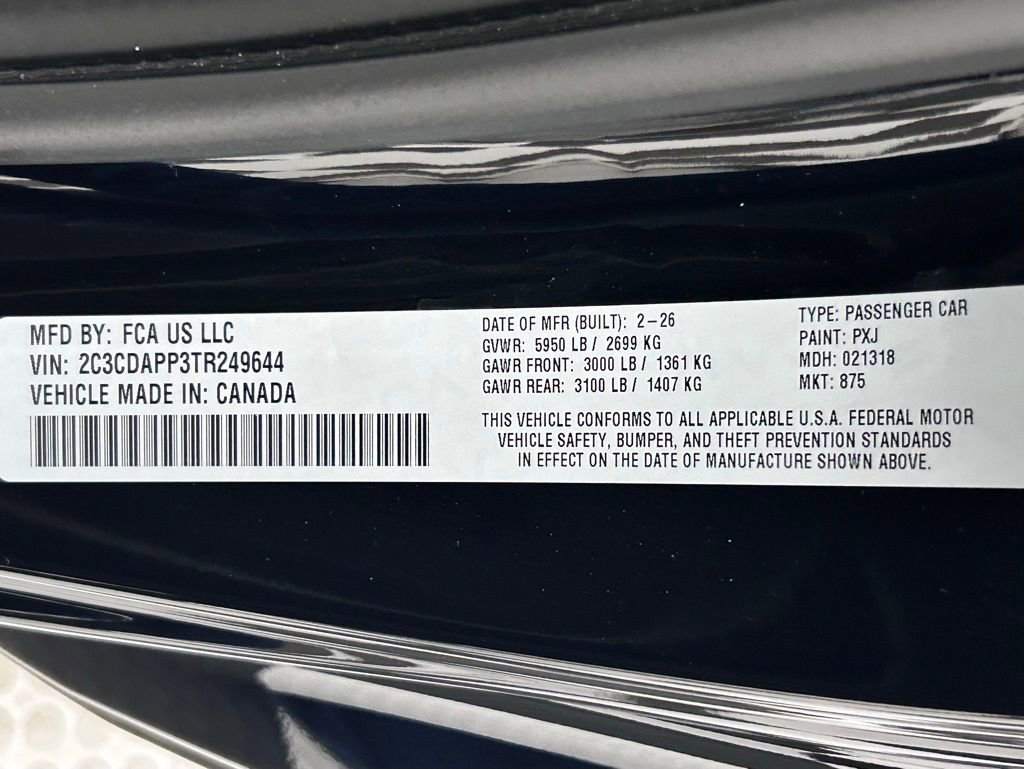 MFD BY: FCA US LLC
VIN: 2C3CDAPP3TR249644
VEHICLE MADE IN: CANADA
DATE OF MFR (BUILT): 2-26
GVWR: 5950 LB / 2699 KG
GAWR FRONT: 3000 LB / 1361 KG
GAWR REAR: 3100 LB / 1407 KG
TYPE: PASSENGER CAR
PAINT: PXJ
MDH: 021318
MKT: 875
THIS VEHICLE CONFORMS TO ALL APPLICABLE U.S.A. FEDERAL MOTOR
VEHICLE SAFETY, BUMPER, AND THEFT PREVENTION STANDARDS
IN EFFECT ON THE DATE OF MANUFACTURE SHOWN ABOVE.